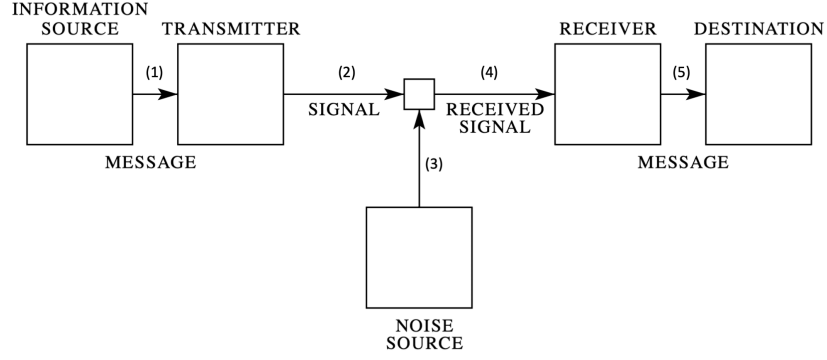 INFORMATION
SOURCE
TRANSMITTER
RECEIVER
DESTINATION
(1)
(2)
(4)
(5)
SIGNAL
RECEIVED
SIGNAL
MESSAGE
MESSAGE
(3)
NOISE
SOURCE